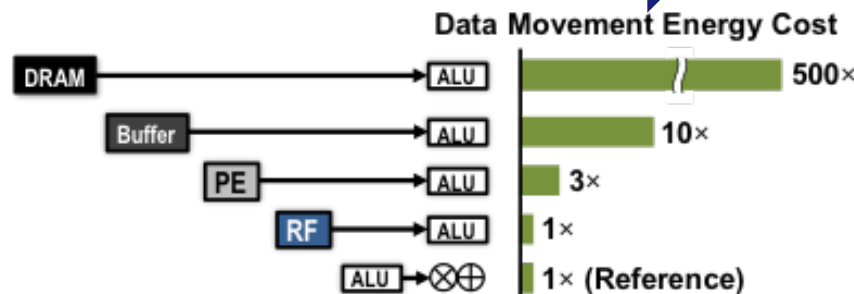 Data Movement Energy Cost
DRAM ALU 500×
Buffer ALU 10×
PE ALU 3×
RF ALU 1×
ALU 1× (Reference)